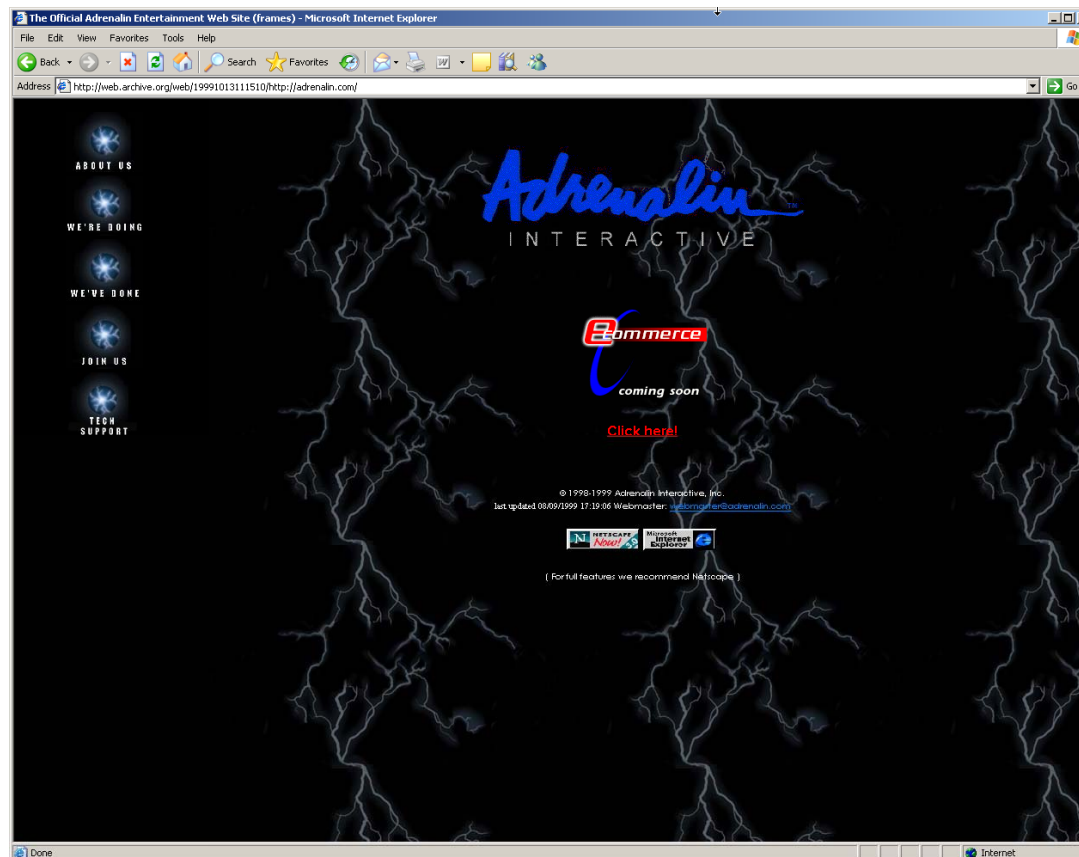 The Official Adrenalin Entertainment Web Site (frames) - Microsoft Internet Explorer
File Edit View Favorites Tools Help
Back Search Favorites
Address http://web.archive.org/web/19991013111510/http://adrenalin.com/ Go
ABOUT US
WE'RE DOING
WE'VE DONE
JOIN US
TECH
SUPPORT
Adrenalin TM
INTERACTIVE
ecommerce
coming soon
Click here!
© 1998-1999 Adrenalin Interactive, Inc.
last updated 08/09/1999 17:19:06 Webmaster: webmaster@adrenalin.com
N NETSCAPE Now!
Microsoft Internet Explorer
( For full features we recommend Netscape )
Done Internet